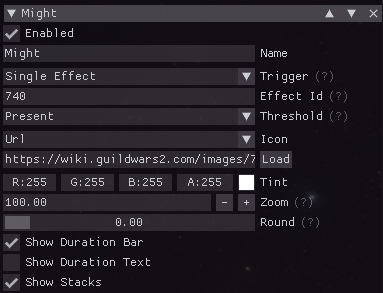 Might
Enabled
Might Name
Single Effect Trigger (?)
740 Effect Id (?)
Present Threshold (?)
Url Icon
https://wiki.guildwars2.com/images/7 Load
R:255 G:255 B:255 A:255 Tint
100.00 - + Zoom (?)
0.00 Round (?)
Show Duration Bar
Show Duration Text
Show Stacks